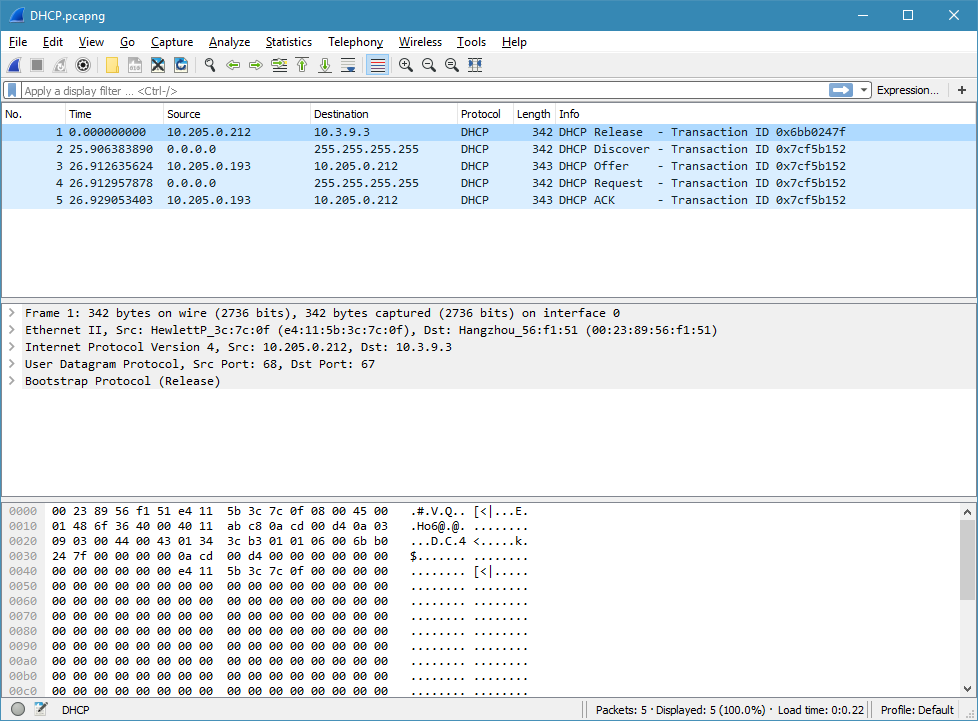 DHCP.pcapng
File Edit View Go Capture Analyze Statistics Telephony Wireless Tools Help
Apply a display filter ... <Ctrl-/> Expression... +
No. Time Source Destination Protocol Length Info
1 0.000000000 10.205.0.212 10.3.9.3 DHCP 342 DHCP Release - Transaction ID 0x6bb0247f
2 25.906383890 0.0.0.0 255.255.255.255 DHCP 342 DHCP Discover - Transaction ID 0x7cf5b152
3 26.912635624 10.205.0.193 10.205.0.212 DHCP 343 DHCP Offer - Transaction ID 0x7cf5b152
4 26.912957878 0.0.0.0 255.255.255.255 DHCP 342 DHCP Request - Transaction ID 0x7cf5b152
5 26.929053403 10.205.0.193 10.205.0.212 DHCP 343 DHCP ACK - Transaction ID 0x7cf5b152
Frame 1: 342 bytes on wire (2736 bits), 342 bytes captured (2736 bits) on interface 0
Ethernet II, Src: HewlettP_3c:7c:0f (e4:11:5b:3c:7c:0f), Dst: Hangzhou_56:f1:51 (00:23:89:56:f1:51)
Internet Protocol Version 4, Src: 10.205.0.212, Dst: 10.3.9.3
User Datagram Protocol, Src Port: 68, Dst Port: 67
Bootstrap Protocol (Release)
0000 00 23 89 56 f1 51 e4 11 5b 3c 7c 0f 08 00 45 00 .#.V.Q.. [<|...E.
0010 01 48 6f 36 40 00 40 11 ab c8 0a cd 00 d4 0a 03 .Ho6@.@. ........
0020 09 03 00 44 00 43 01 34 3c b3 01 01 06 00 6b b0 ...D.C.4 <.....k.
0030 24 7f 00 00 00 00 0a cd 00 d4 00 00 00 00 00 00 $....... ........
0040 00 00 00 00 00 00 e4 11 5b 3c 7c 0f 00 00 00 00 ........ [<|.....
0050 00 00 00 00 00 00 00 00 00 00 00 00 00 00 00 00 ........ ........
0060 00 00 00 00 00 00 00 00 00 00 00 00 00 00 00 00 ........ ........
0070 00 00 00 00 00 00 00 00 00 00 00 00 00 00 00 00 ........ ........
0080 00 00 00 00 00 00 00 00 00 00 00 00 00 00 00 00 ........ ........
0090 00 00 00 00 00 00 00 00 00 00 00 00 00 00 00 00 ........ ........
00a0 00 00 00 00 00 00 00 00 00 00 00 00 00 00 00 00 ........ ........
00b0 00 00 00 00 00 00 00 00 00 00 00 00 00 00 00 00 ........ ........
00c0 00 00 00 00 00 00 00 00 00 00 00 00 00 00 00 00 ........ ........
DHCP Packets: 5 · Displayed: 5 (100.0%) · Load time: 0:0.22 Profile: Default